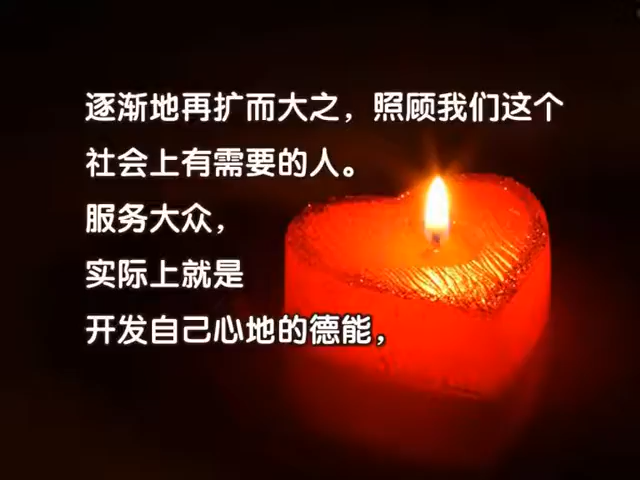 逐渐地再扩而大之，照顾我们这个
社会上有需要的人。
服务大众，
实际上就是
开发自己心地的德能，